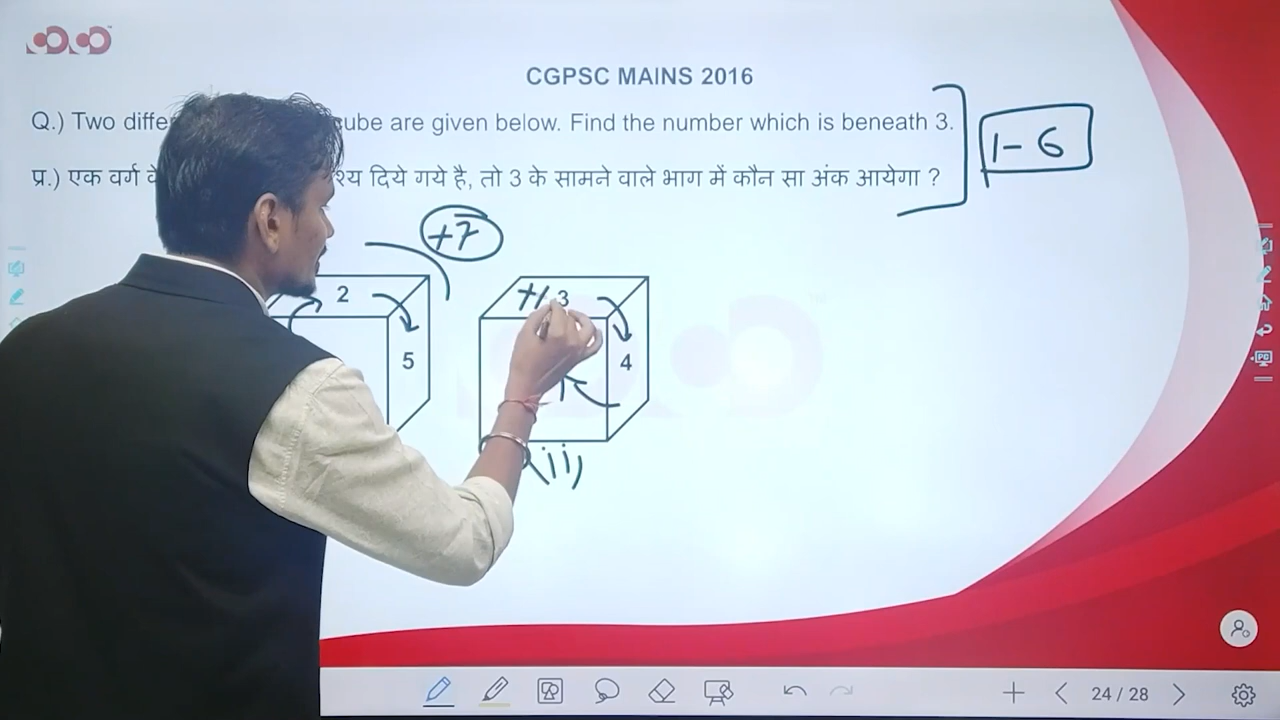 CGPSC MAINS 2016
Q.) Two cube are given below. Find the number which is beneath 3.
1-6
प्र.) एक वर्ग दिये गये है, तो 3 के सामने वाले भाग में कौन सा अंक आयेगा ?
+7
2
3
5
4
1
(ii)
24 / 28